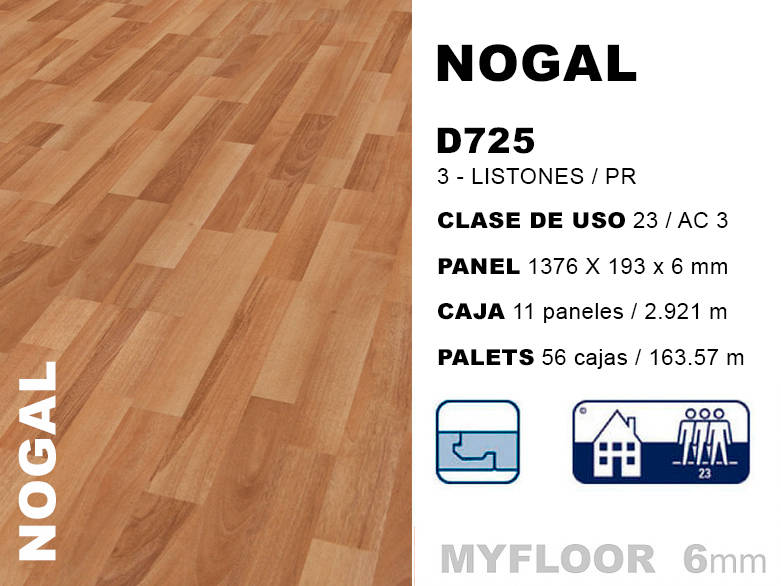 NOGAL
NOGAL
D725
3 - LISTONES / PR
CLASE DE USO 23 / AC 3
PANEL 1376 X 193 x 6 mm
CAJA 11 paneles / 2.921 m
PALETS 56 cajas / 163.57 m
©
23
MYFLOOR 6mm